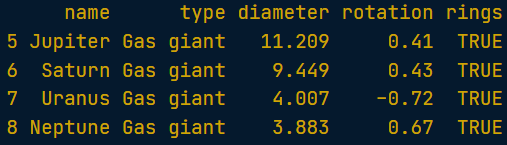 name type diameter rotation rings
5 Jupiter Gas giant 11.209 0.41 TRUE
6 Saturn Gas giant 9.449 0.43 TRUE
7 Uranus Gas giant 4.007 -0.72 TRUE
8 Neptune Gas giant 3.883 0.67 TRUE